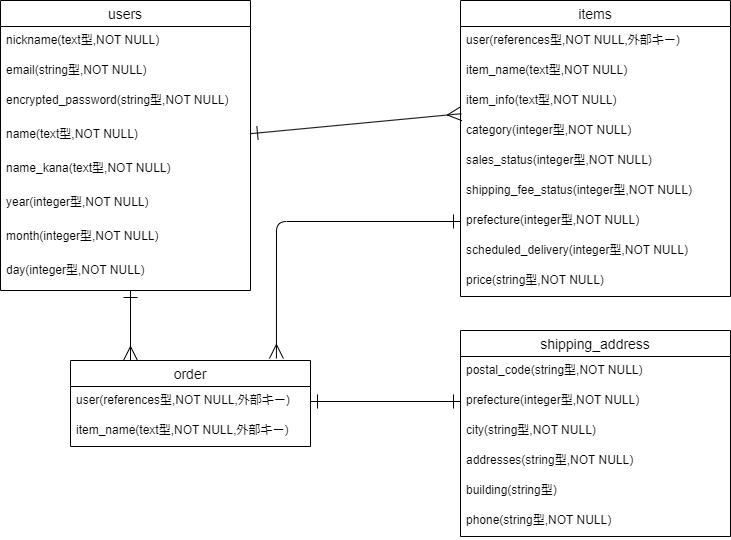 users
nickname(text型,NOT NULL)
email(string型,NOT NULL)
encrypted_password(string型,NOT NULL)
name(text型,NOT NULL)
name_kana(text型,NOT NULL)
year(integer型,NOT NULL)
month(integer型,NOT NULL)
day(integer型,NOT NULL)
items
user(references型,NOT NULL,外部キー)
item_name(text型,NOT NULL)
item_info(text型,NOT NULL)
category(integer型,NOT NULL)
sales_status(integer型,NOT NULL)
shipping_fee_status(integer型,NOT NULL)
prefecture(integer型,NOT NULL)
scheduled_delivery(integer型,NOT NULL)
price(string型,NOT NULL)
order
user(references型,NOT NULL,外部キー)
item_name(text型,NOT NULL,外部キー)
shipping_address
postal_code(string型,NOT NULL)
prefecture(integer型,NOT NULL)
city(string型,NOT NULL)
addresses(string型,NOT NULL)
building(string型)
phone(string型,NOT NULL)